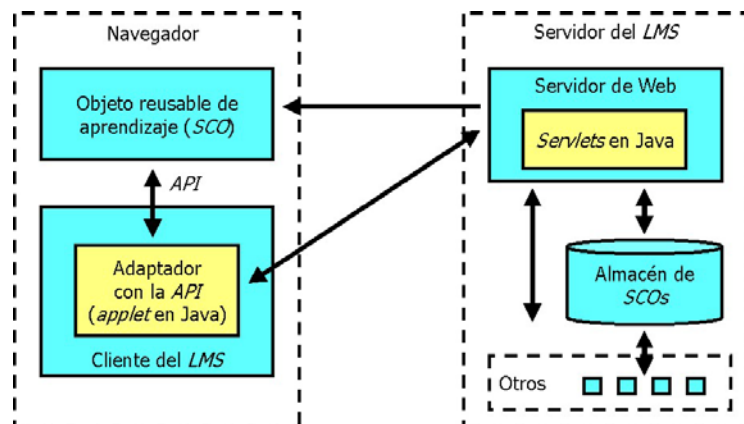 Navegador
Objeto reusable de
aprendizaje (SCO)
API
Adaptador
con la API
(applet en Java)
Cliente del LMS
Servidor del LMS
Servidor de Web
Servlets en Java
Almacén de
SCOs
Otros